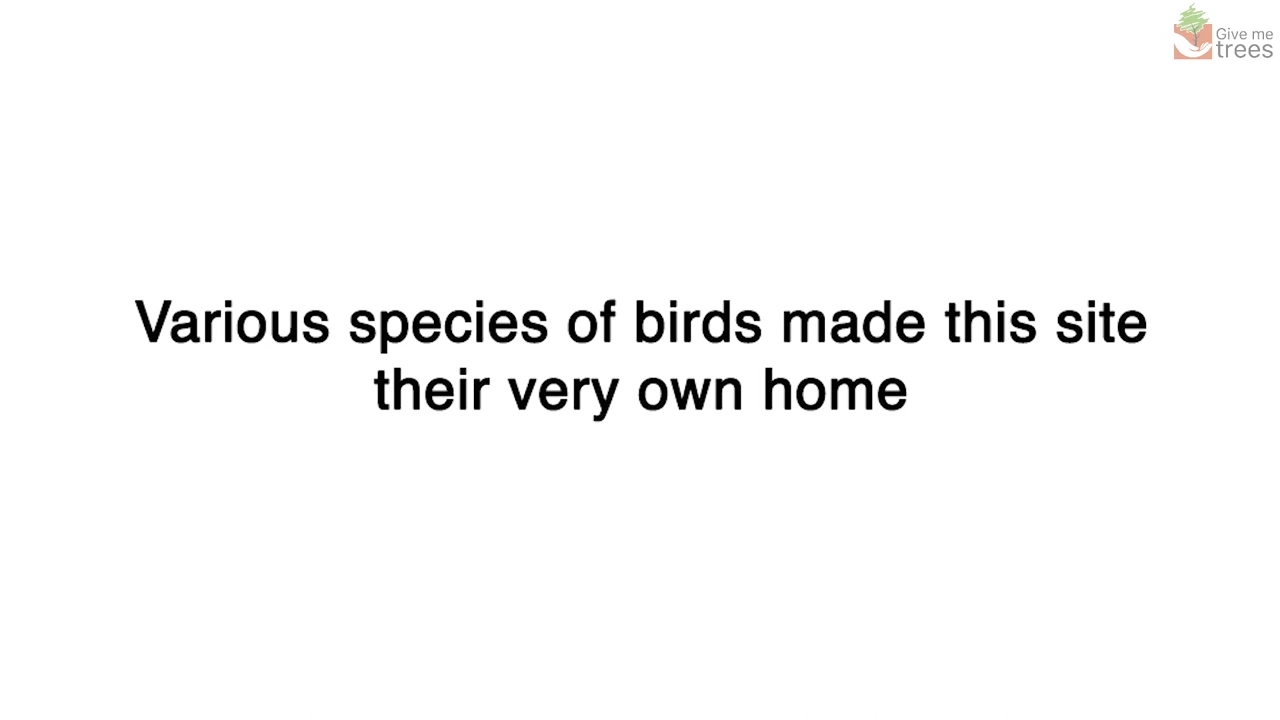 Give me
trees
Various species of birds made this site
their very own home